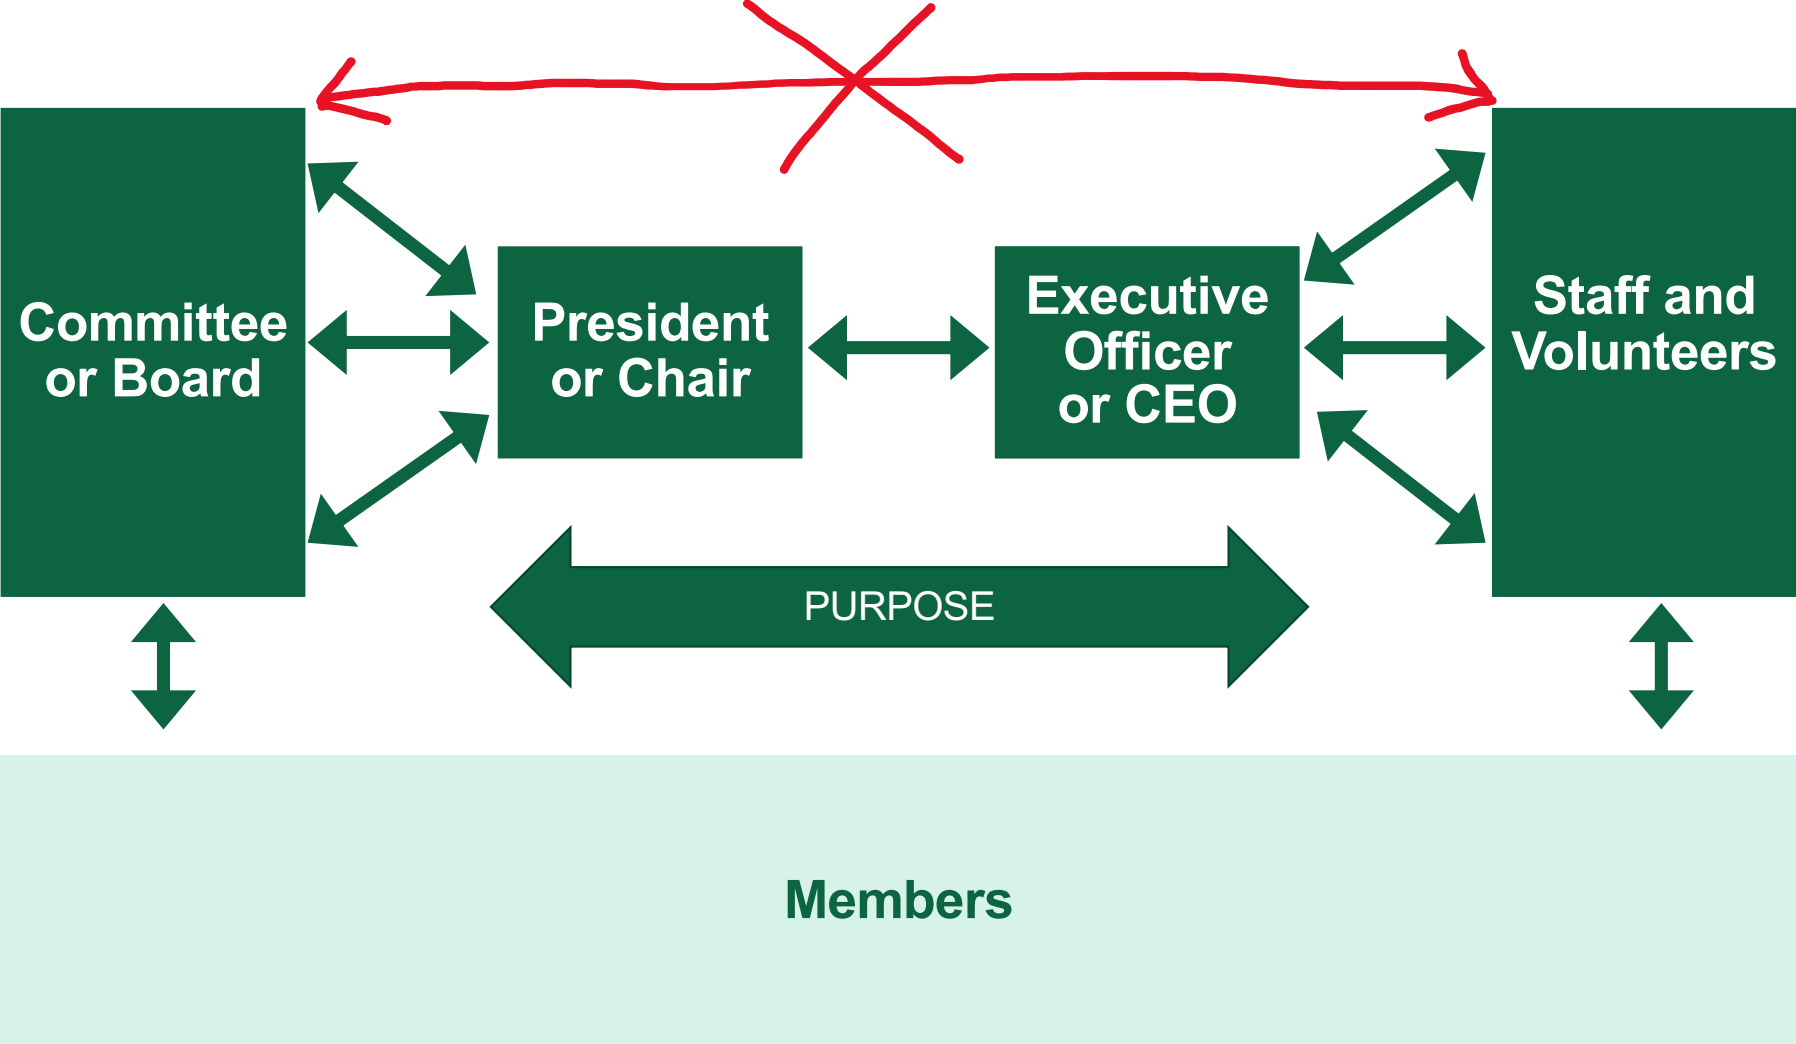 Committee
or Board
President
or Chair
Executive
Officer
or CEO
Staff and
Volunteers
PURPOSE
Members